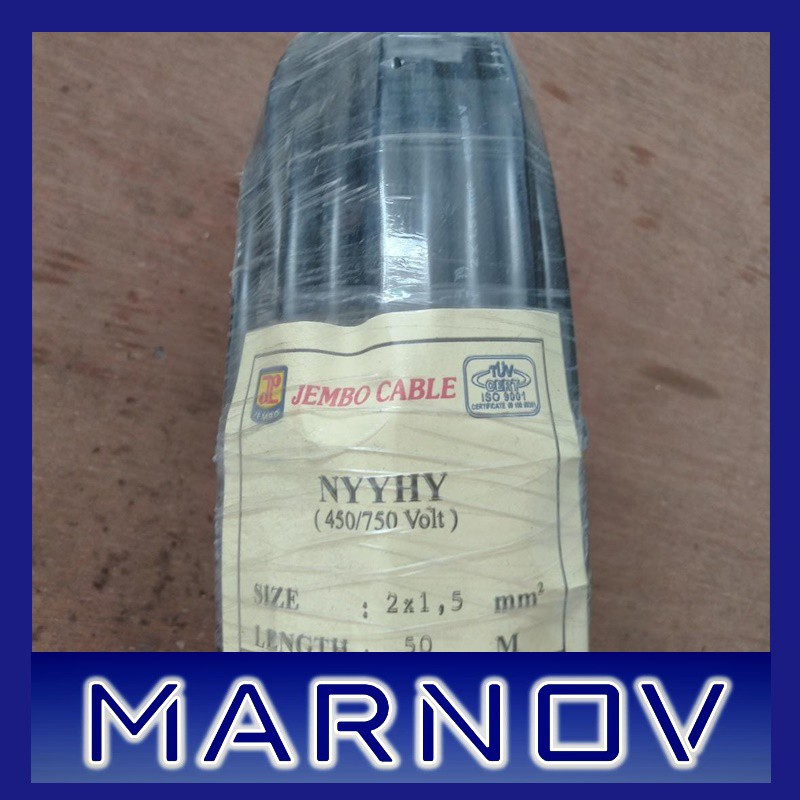 JEMBO CABLE
TÜV
CERT
ISO 9001
NYYHY
(450/750 Volt)
SIZE : 2x1,5 mm²
LENGTH : 50 M
MARNOV